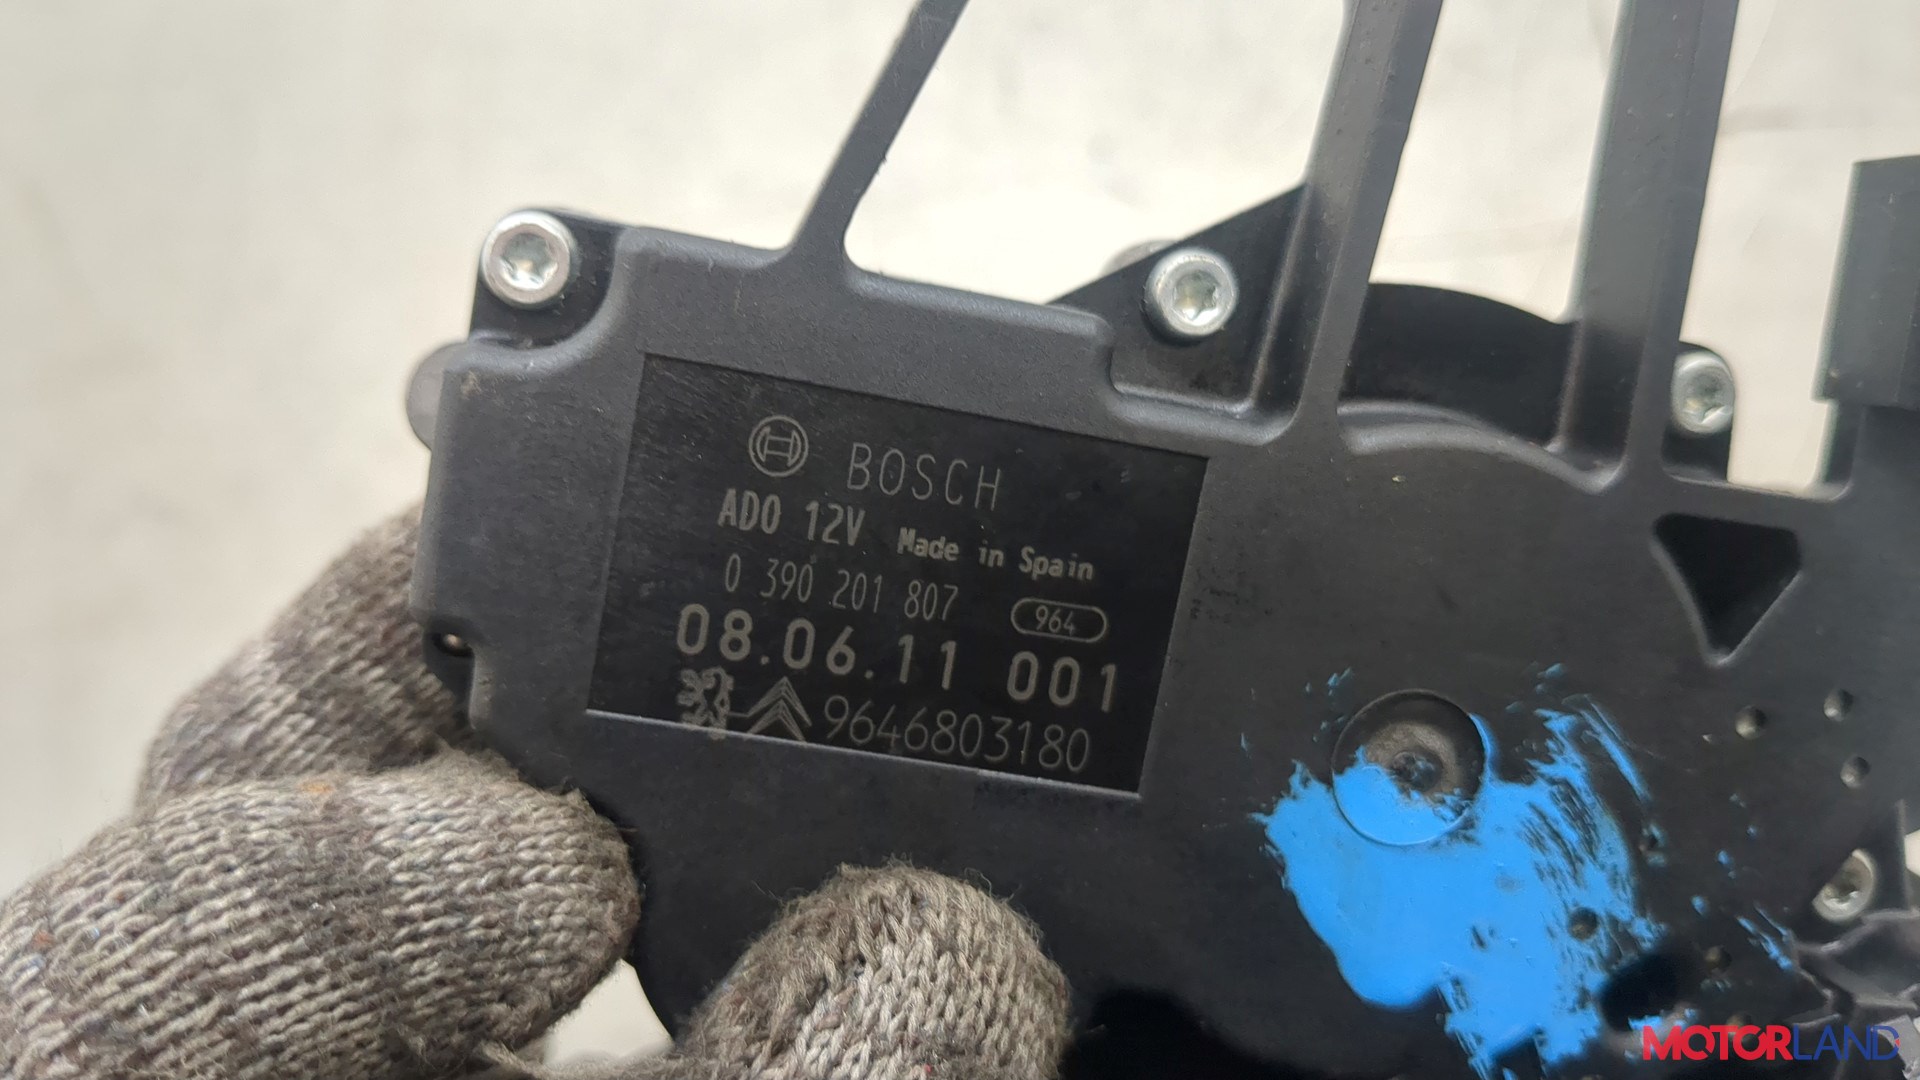 BOSCH
ADO 12V Made in Spain
0 390 201 807 964
08.06.11 001
9646803180
MOTORLAND